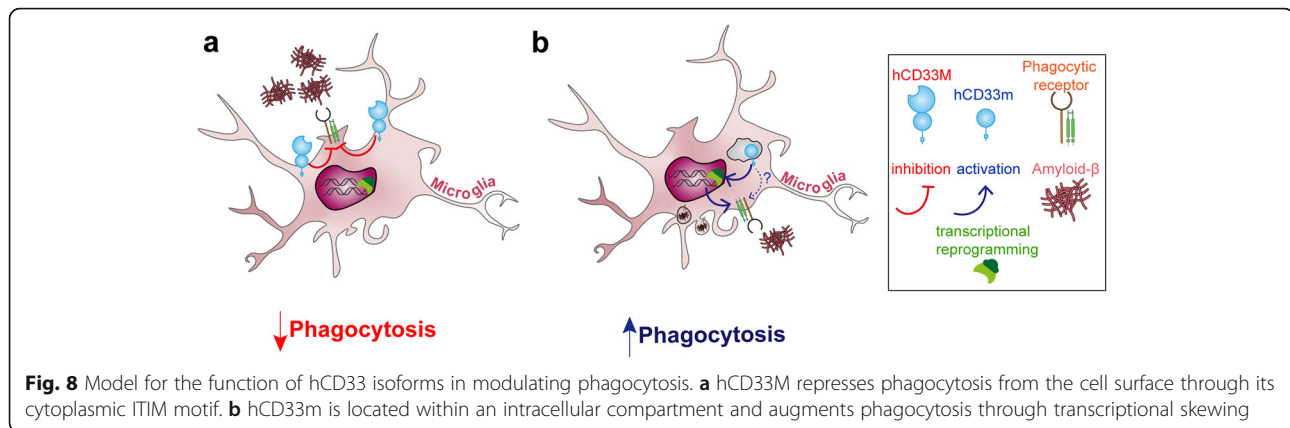 a
b
Microglia
?
Microglia
↓Phagocytosis
↑Phagocytosis
hCD33M
hCD33m
Phagocytic
receptor
inhibition
activation
Amyloid-β
transcriptional
reprogramming
Fig. 8 Model for the function of hCD33 isoforms in modulating phagocytosis. a hCD33M represses phagocytosis from the cell surface through its
cytoplasmic ITIM motif. b hCD33m is located within an intracellular compartment and augments phagocytosis through transcriptional skewing